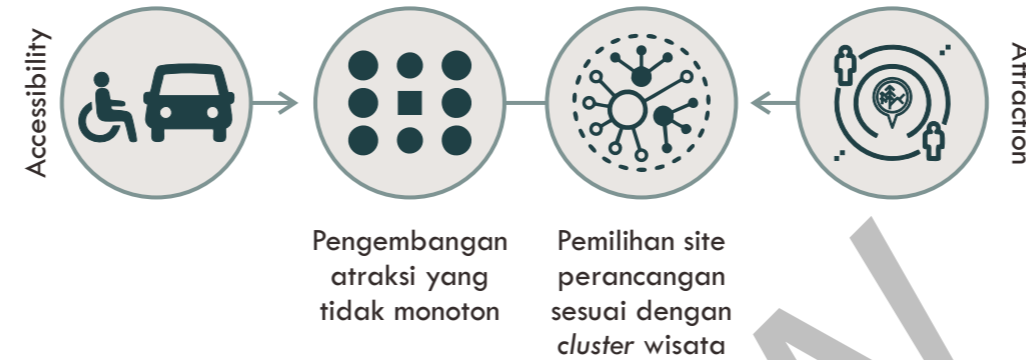 Accessibility
Attraction
Pengembangan
atraksi yang
tidak monoton
Pemilihan site
perancangan
sesuai dengan
cluster wisata